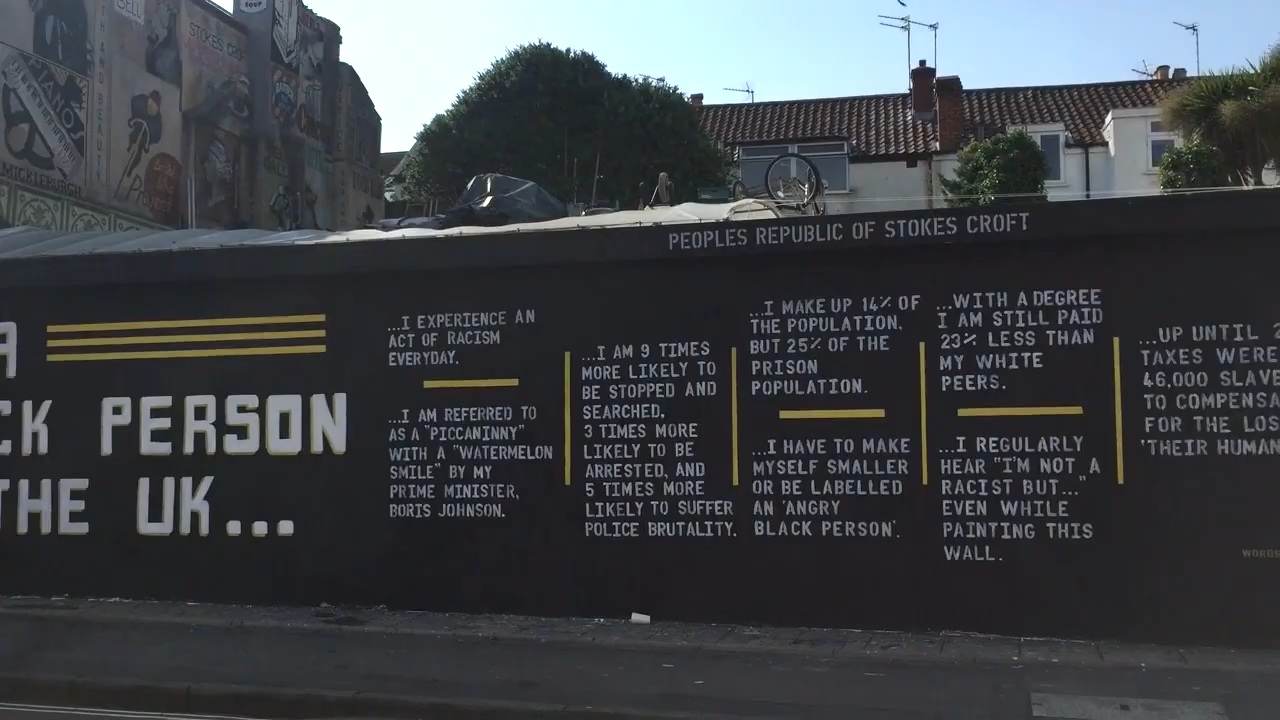 STOKES CROFT
PIANOS
MICKLEBURGH
PEOPLES REPUBLIC OF STOKES CROFT
A
CK PERSON
THE UK...
...I EXPERIENCE AN
ACT OF RACISM
EVERYDAY.
...I AM REFERRED TO
AS A "PICCANINNY"
WITH A "WATERMELON
SMILE" BY MY
PRIME MINISTER,
BORIS JOHNSON.
...I AM 9 TIMES
MORE LIKELY TO
BE STOPPED AND
SEARCHED,
3 TIMES MORE
LIKELY TO BE
ARRESTED, AND
5 TIMES MORE
LIKELY TO SUFFER
POLICE BRUTALITY.
...I MAKE UP 14% OF
THE POPULATION,
BUT 25% OF THE
PRISON
POPULATION.
...I HAVE TO MAKE
MYSELF SMALLER
OR BE LABELLED
AN 'ANGRY
BLACK PERSON'.
...WITH A DEGREE
I AM STILL PAID
23% LESS THAN
MY WHITE
PEERS.
...I REGULARLY
HEAR "I'M NOT A
RACIST BUT..."
EVEN WHILE
PAINTING THIS
WALL.
...UP UNTIL 2
TAXES WERE
46,000 SLAVE
TO COMPENSA
FOR THE LOS
'THEIR HUMAN
WORDS